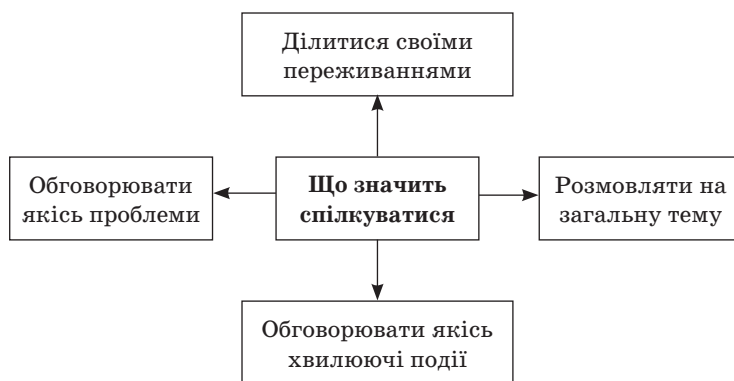 Ділитися своїми
переживаннями
Обговорювати
якісь проблеми
Що значить
спілкуватися
Розмовляти на
загальну тему
Обговорювати якісь
хвилюючі події